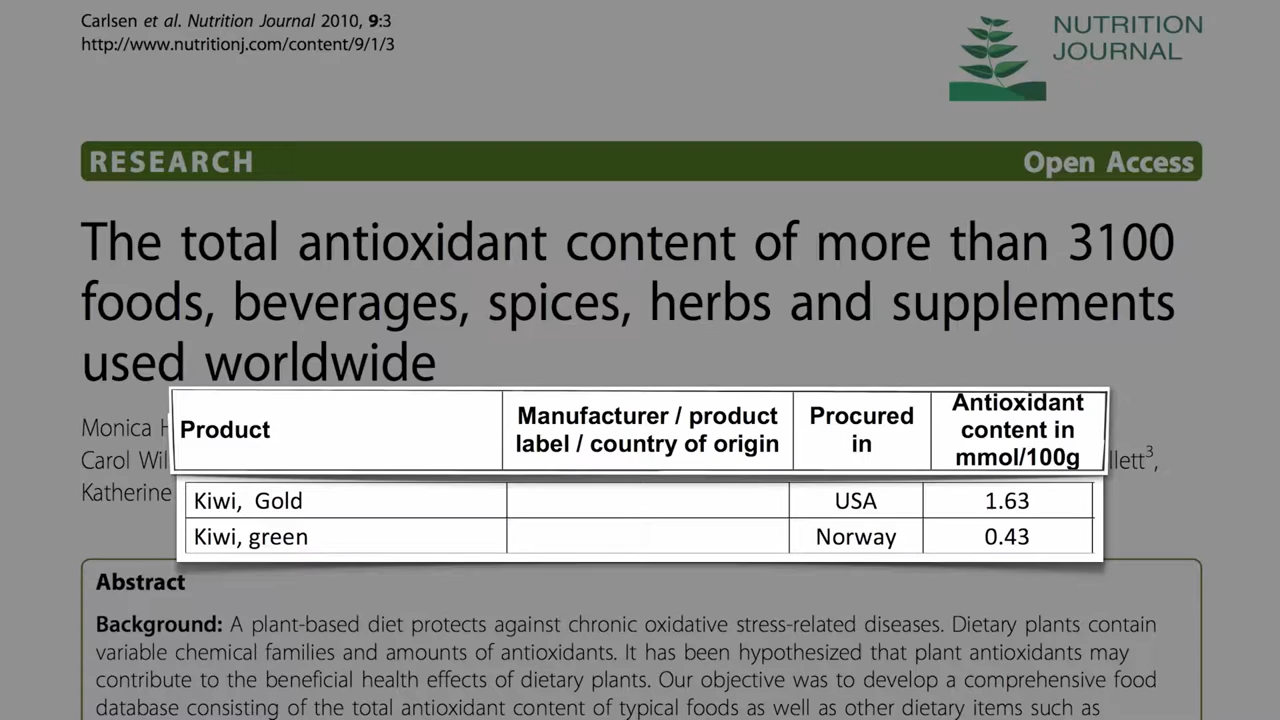 Carlsen et al. Nutrition Journal 2010, 9:3
http://www.nutritionj.com/content/9/1/3
NUTRITION
JOURNAL
RESEARCH Open Access
The total antioxidant content of more than 3100
foods, beverages, spices, herbs and supplements
used worldwide
Monica
Carol
Katherine
Product Manufacturer / product label / country of origin Procured in Antioxidant content in mmol/100g
Kiwi, Gold USA 1.63
Kiwi, green Norway 0.43
Abstract
Background: A plant-based diet protects against chronic oxidative stress-related diseases. Dietary plants contain
variable chemical families and amounts of antioxidants. It has been hypothesized that plant antioxidants may
contribute to the beneficial health effects of dietary plants. Our objective was to develop a comprehensive food
database consisting of the total antioxidant content of typical foods as well as other dietary items such as